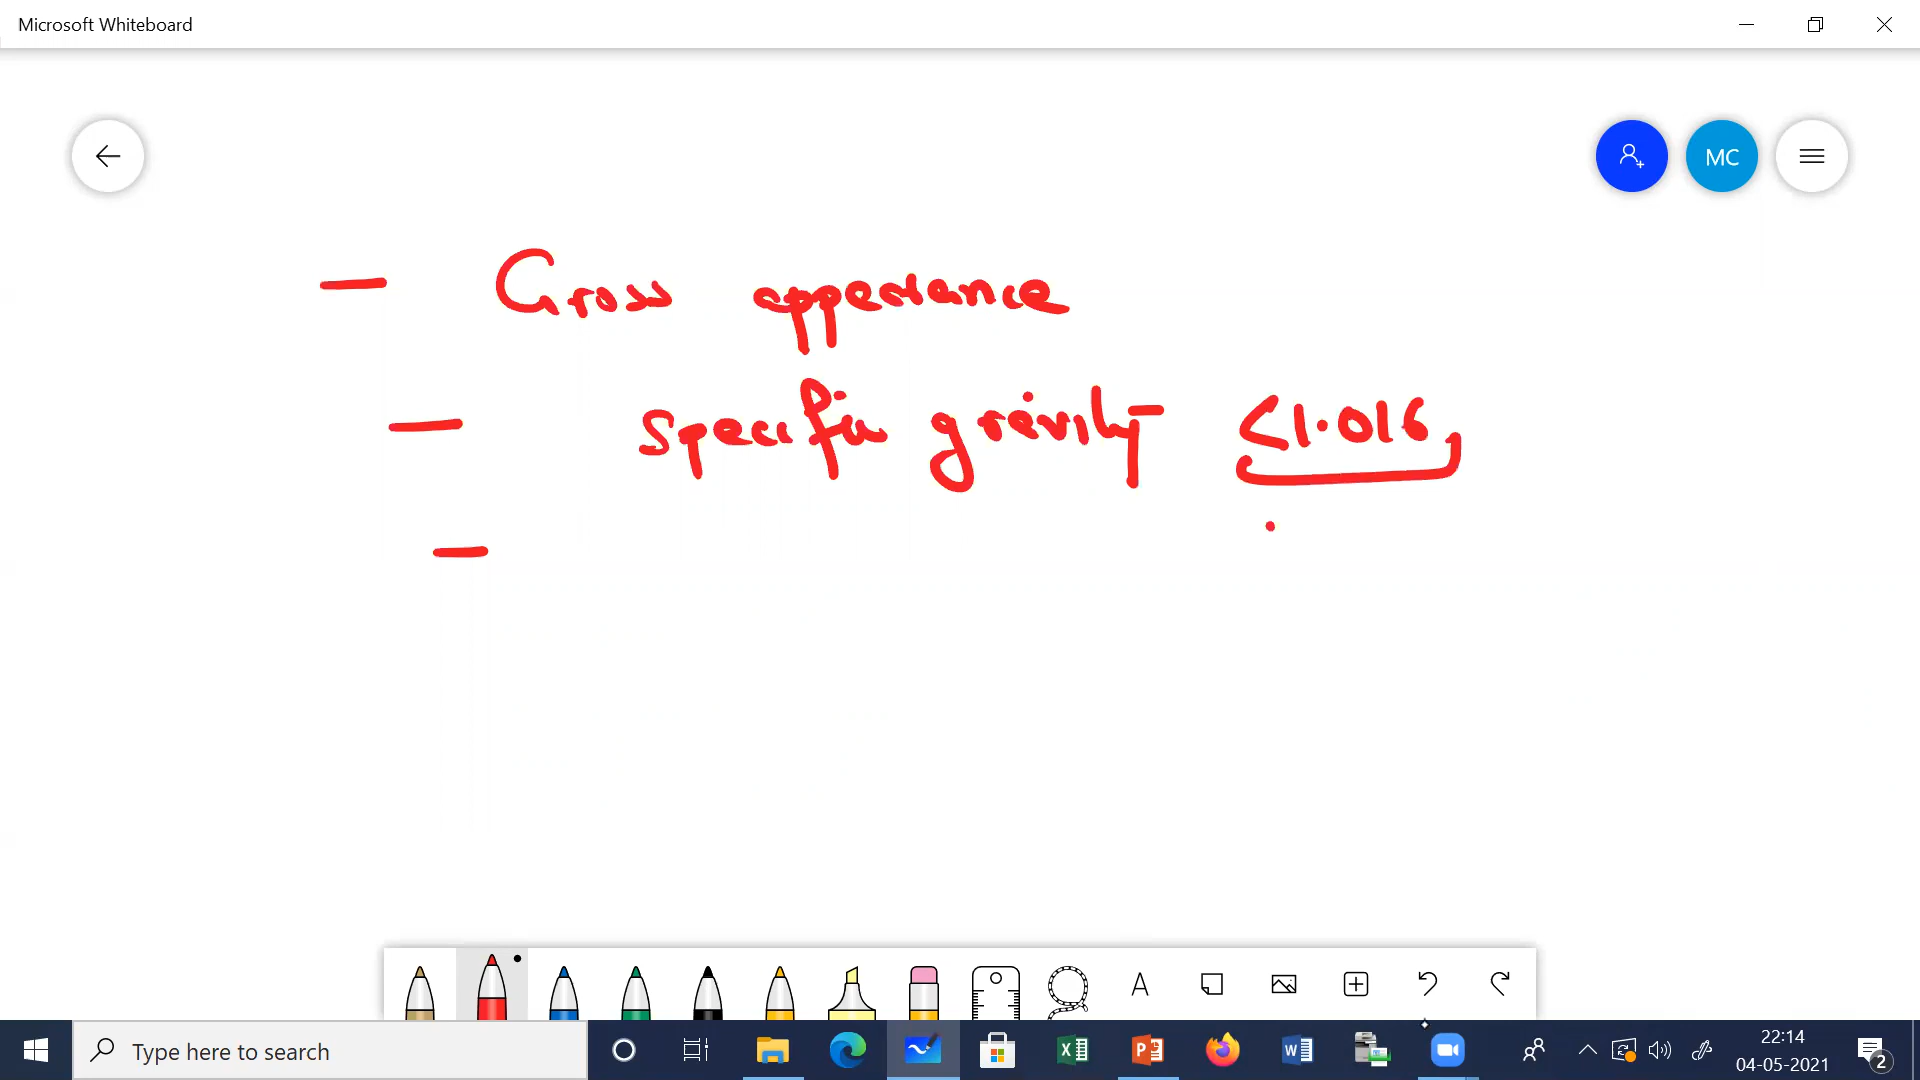 Microsoft Whiteboard
MC
- Gross appearance
- specific gravity <1.016
-
A
Type here to search
22:14
04-05-2021
2